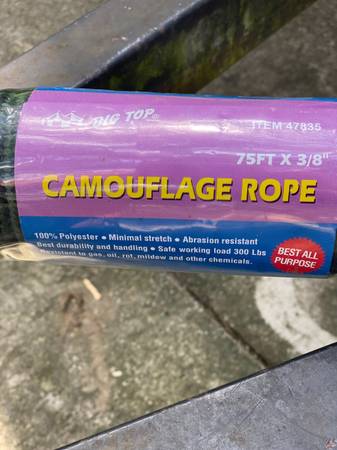 BIG TOP®
ITEM 47835
75FT X 3/8"
CAMOUFLAGE ROPE
100% Polyester • Minimal stretch • Abrasion resistant
Best durability and handling • Safe working load 300 Lbs
Resistant to gas, oil, rot, mildew and other chemicals.
BEST ALL
PURPOSE